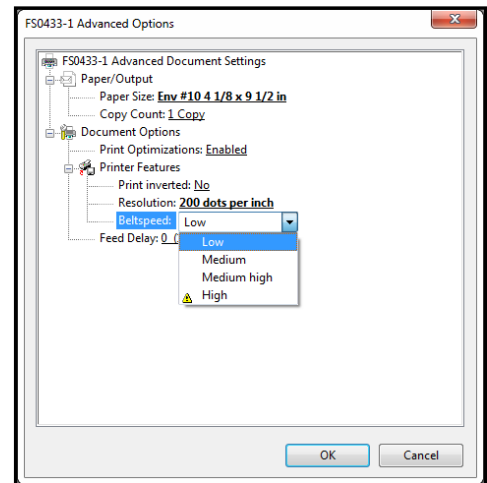 FS0433-1 Advanced Options
FS0433-1 Advanced Document Settings
Paper/Output
Paper Size: Env #10 4 1/8 x 9 1/2 in
Copy Count: 1 Copy
Document Options
Print Optimizations: Enabled
Printer Features
Print inverted: No
Resolution: 200 dots per inch
Beltspeed: Low
Feed Delay: 0 (
Low
Medium
Medium high
High
OK Cancel